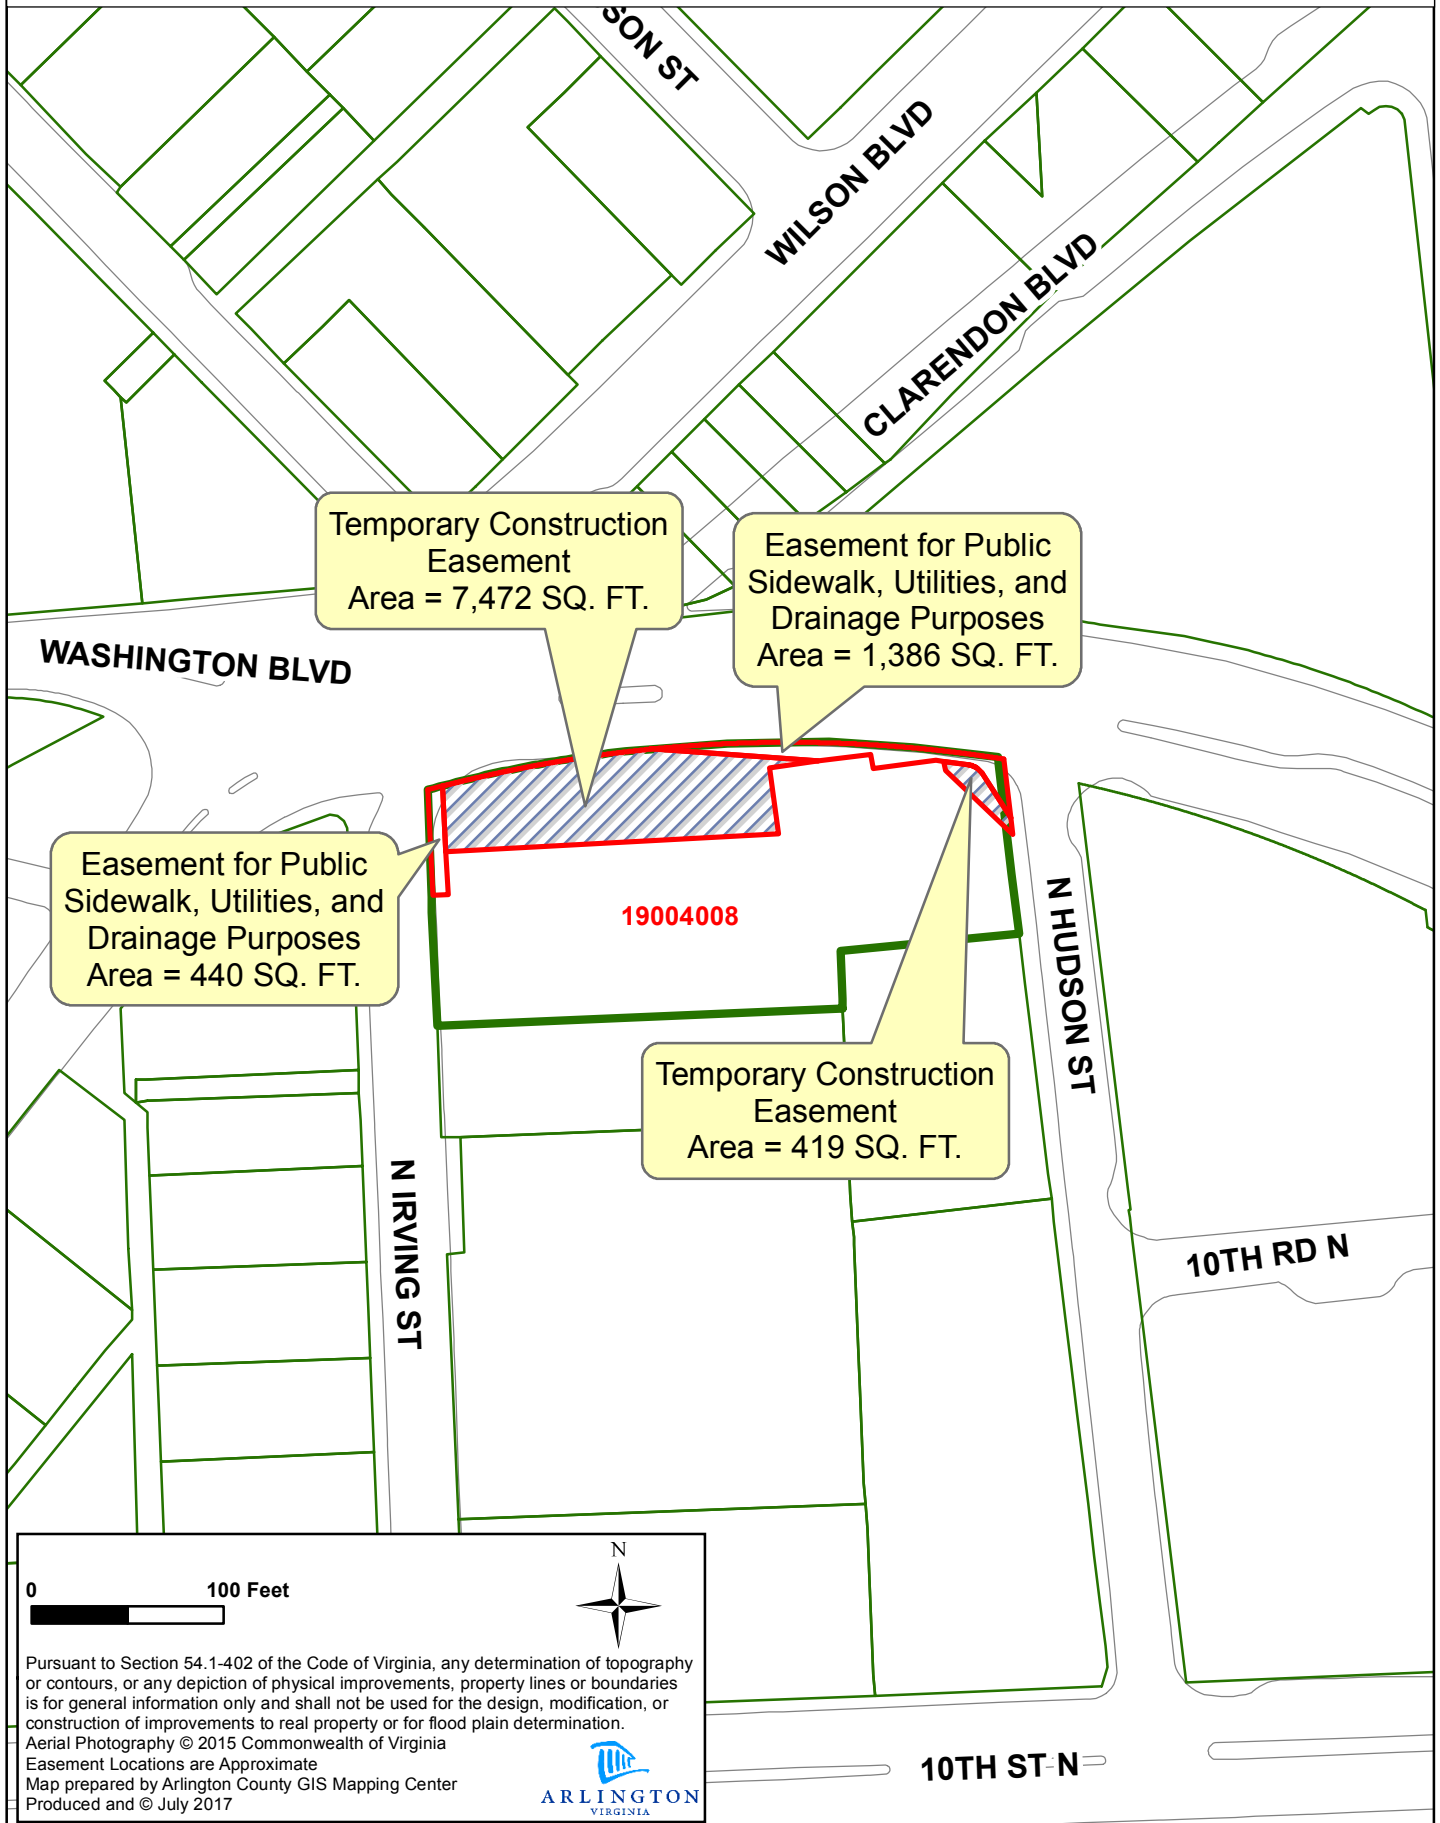 SON ST
WILSON BLVD
CLARENDON BLVD
Temporary Construction
Easement
Area = 7,472 SQ. FT.
Easement for Public
Sidewalk, Utilities, and
Drainage Purposes
Area = 1,386 SQ. FT.
WASHINGTON BLVD
Easement for Public
Sidewalk, Utilities, and
Drainage Purposes
Area = 440 SQ. FT.
19004008
N HUDSON ST
Temporary Construction
Easement
Area = 419 SQ. FT.
N IRVING ST
10TH RD N
N
0 100 Feet
Pursuant to Section 54.1-402 of the Code of Virginia, any determination of topography
or contours, or any depiction of physical improvements, property lines or boundaries
is for general information only and shall not be used for the design, modification, or
construction of improvements to real property or for flood plain determination.
Aerial Photography © 2015 Commonwealth of Virginia
Easement Locations are Approximate
Map prepared by Arlington County GIS Mapping Center
Produced and © July 2017
ARLINGTON
VIRGINIA
10TH ST N